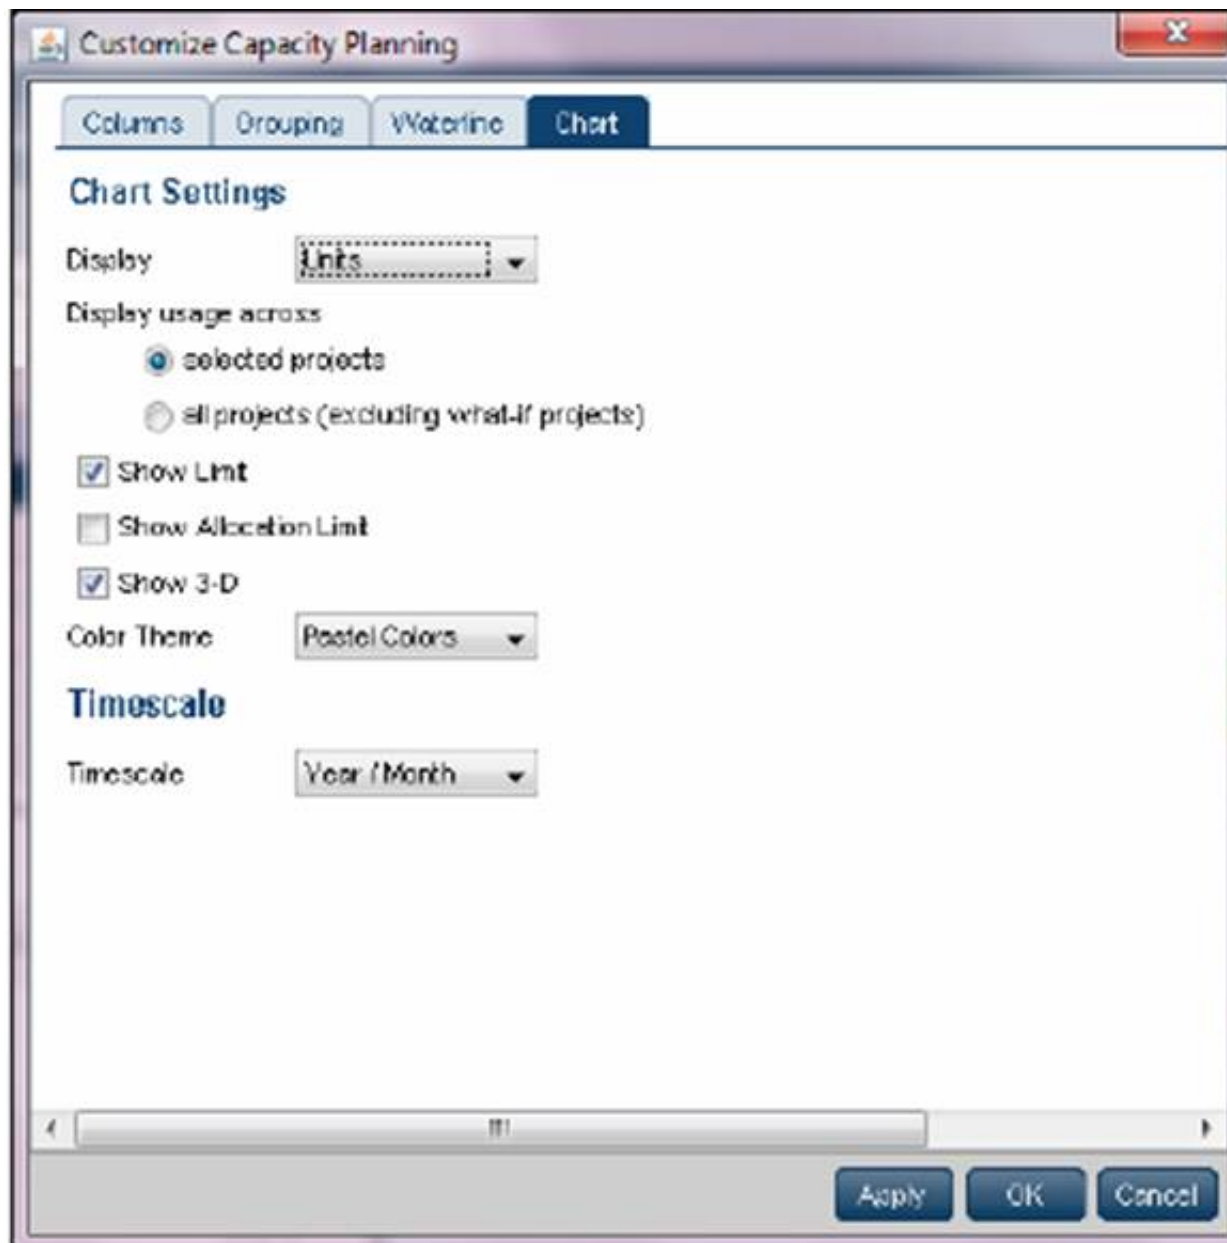 Customize Capacity Planning
Columns Grouping Waterline Chart
Chart Settings
Display Units
Display usage across
selected projects
all projects (excluding what-if projects)
Show Limit
Show Allocation Limit
Show 3-D
Color Theme Pastel Colors
Timescale
Timescale Year / Month
Apply OK Cancel